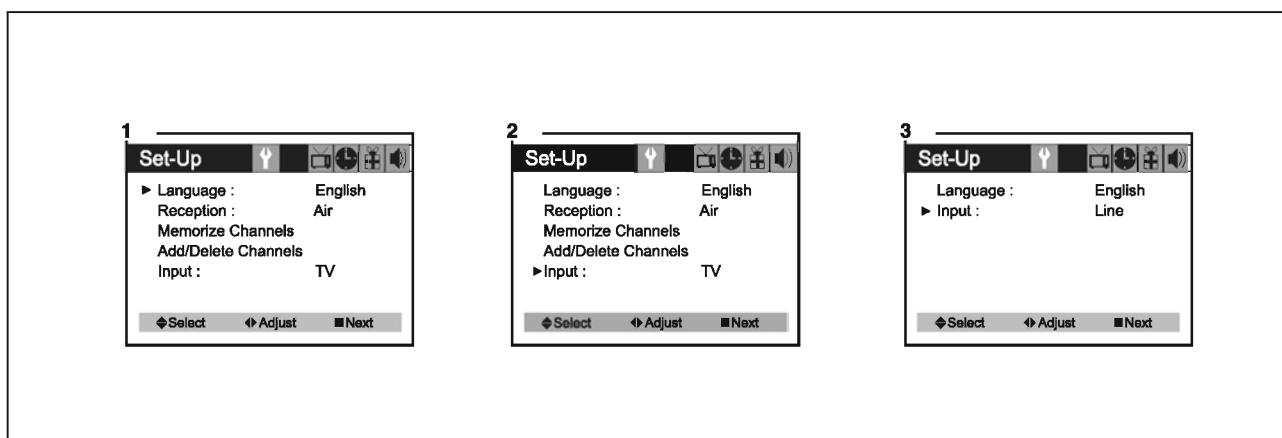 1
Set-Up
► Language : English
Reception : Air
Memorize Channels
Add/Delete Channels
Input : TV
Select Adjust Next
2
Set-Up
Language : English
Reception : Air
Memorize Channels
Add/Delete Channels
►Input : TV
Select Adjust Next
3
Set-Up
Language : English
► Input : Line
Select Adjust Next